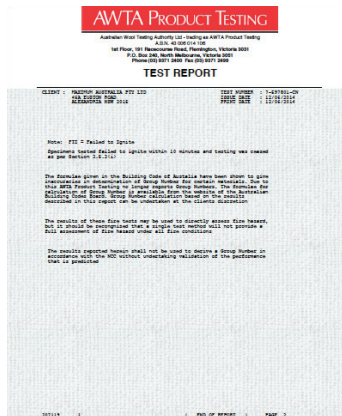 AWTA PRODUCT TESTING
Australian Wool Testing Authority Ltd - trading as AWTA Product Testing
A.B.N. 43 006 014 106
1st Floor, 191 Racecourse Road, Flemington, Victoria 3031
P.O. Box 240, North Melbourne, Victoria 3051
Phone (03) 9371 2400 Fax (03) 9371 2499
TEST REPORT
CLIENT : MAXIMUM AUSTRALIA PTY LTD TEST NUMBER : 7-597801-CN
44A EUSTON ROAD ISSUE DATE : 12/06/2014
ALEXANDRIA NSW 2015 PRINT DATE : 12/06/2014
Note: FTI = Failed to Ignite
Specimens tested failed to ignite within 10 minutes and testing was ceased
as per Section
The formulae given in the Building Code of Australia have been shown to give
inaccuracies in determination of Group Number for certain materials. Due to
this AWTA Product Testing no longer reports Group Numbers. The formulae for
calculation of Group Number is available from the website of the Australian
Building Codes Board. Group Number calculation based on the results
described in this report can be undertaken at the clients discretion
The results of these fire tests may be used to directly assess fire hazard,
but it should be recognised that a single test method will not provide a
full assessment of fire hazard under all fire conditions
The results reported herein shall not be used to derive a Group Number in
accordance with the NCC without undertaking validation of the performance
that is predicted
END OF REPORT PAGE 2